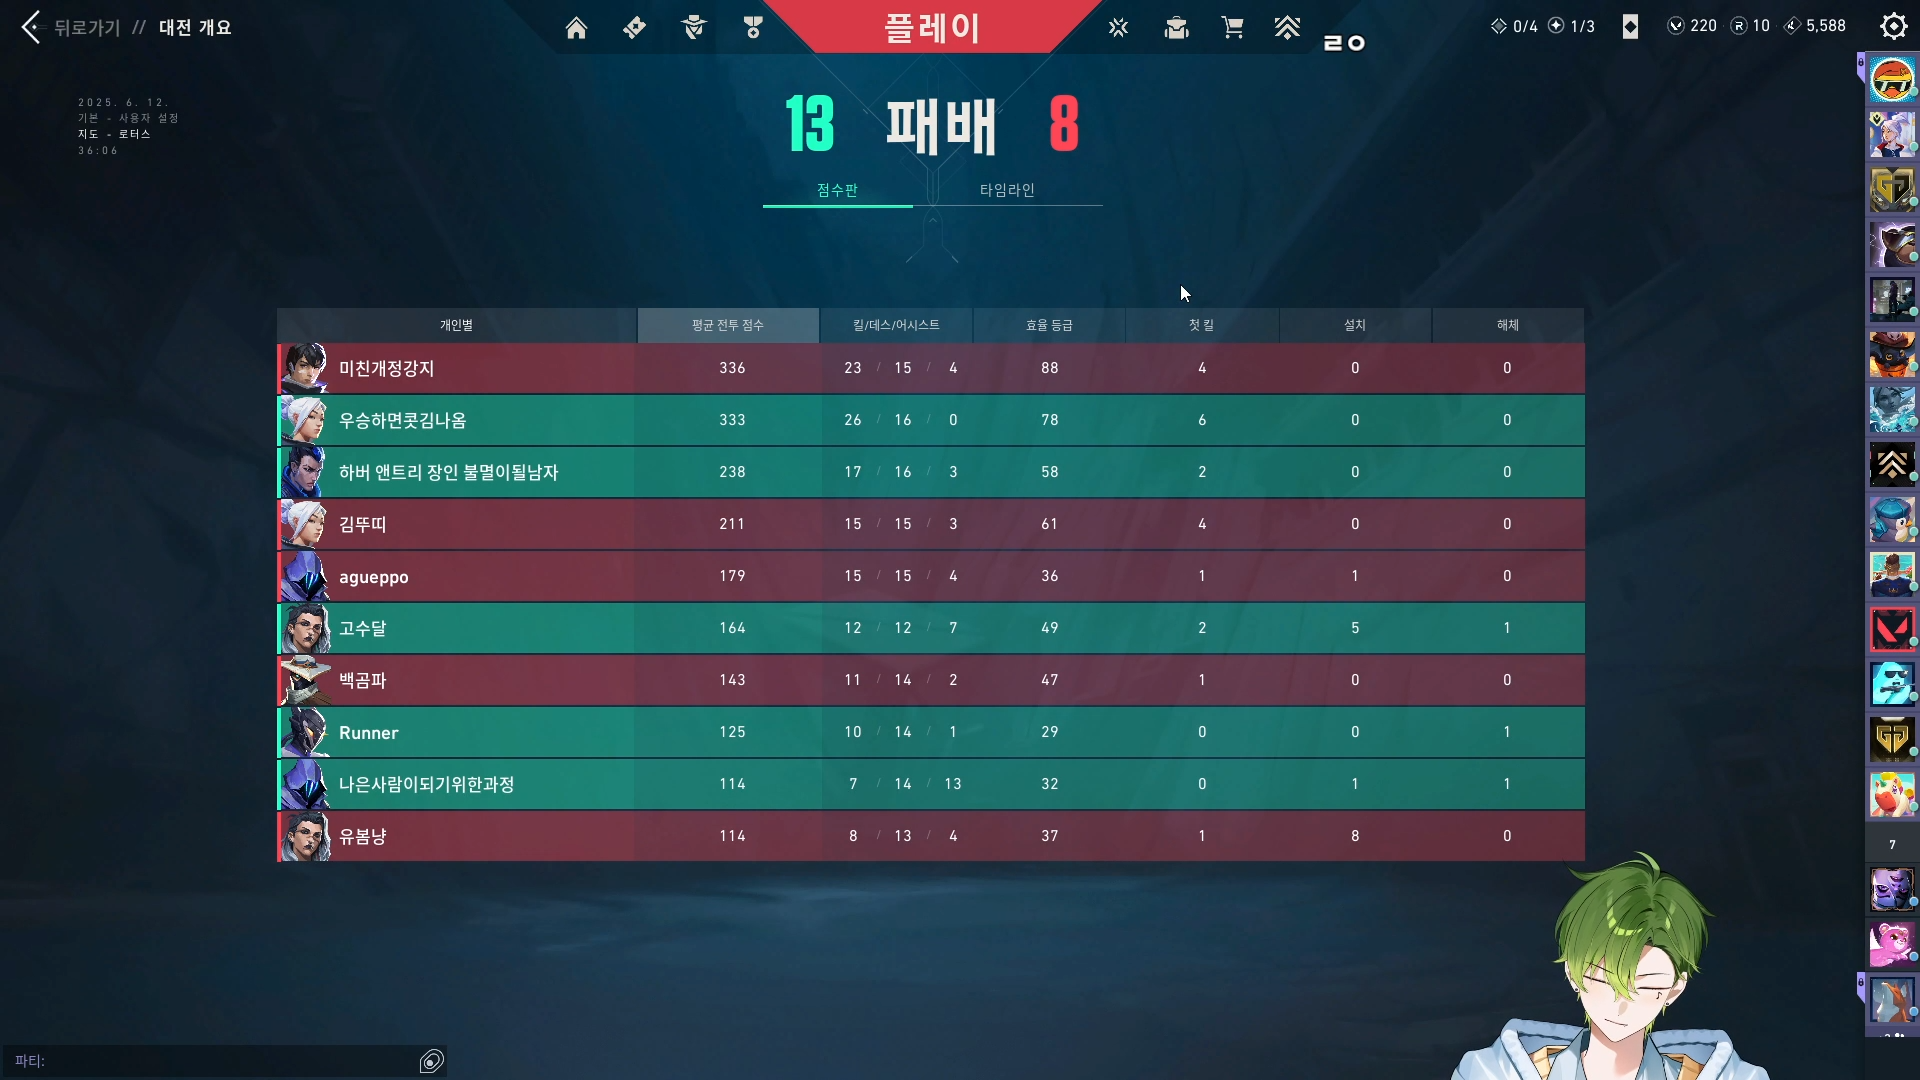 뒤로가기 // 대전 개요
플레이
ㄹㅇ
0/4 1/3 220 10 5,588
2025. 6. 12.
기본 - 사용자 설정
지도 - 로터스
36:06
13 패배 8
점수판 타임라인
개인별 평균 전투 점수 킬/데스/어시스트 효율 등급 첫 킬 설치 해체
미친개정강지 336 23 / 15 / 4 88 4 0 0
우승하면콧김나옴 333 26 / 16 / 0 78 6 0 0
하버 앤트리 장인 불멸이될남자 238 17 / 16 / 3 58 2 0 0
김뚜띠 211 15 / 15 / 3 61 4 0 0
agueppo 179 15 / 15 / 4 36 1 1 0
고수달 164 12 / 12 / 7 49 2 5 1
백곰파 143 11 / 14 / 2 47 1 0 0
Runner 125 10 / 14 / 1 29 0 0 1
나은사람이되기위한과정 114 7 / 14 / 13 32 0 1 1
유봄냥 114 8 / 13 / 4 37 1 8 0
7
파티: